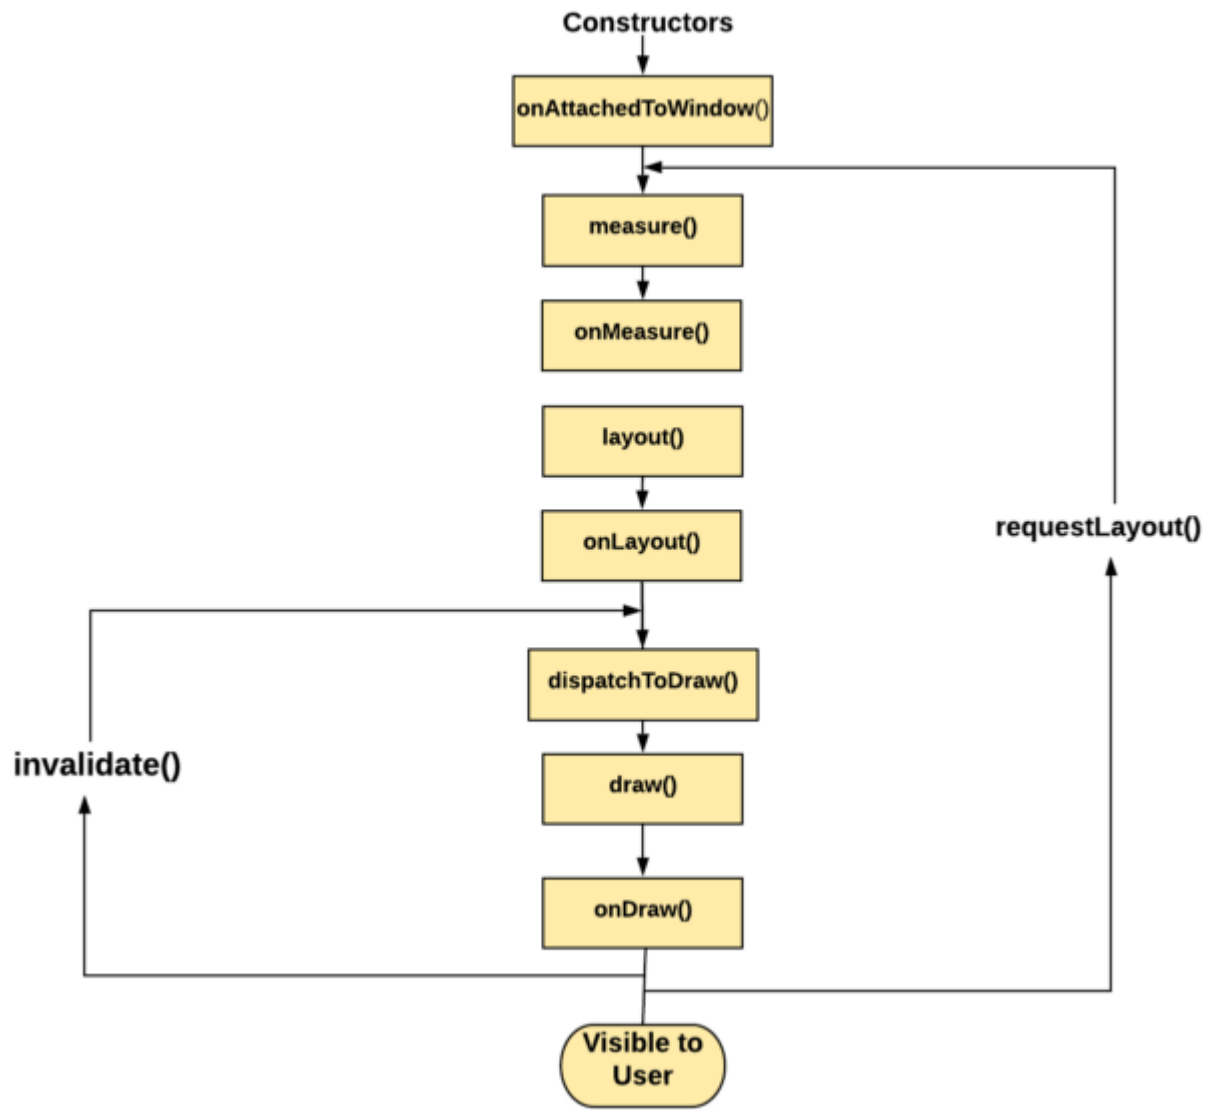 Constructors
onAttachedToWindow()
measure()
onMeasure()
layout()
requestLayout()
onLayout()
dispatchToDraw()
invalidate()
draw()
onDraw()
Visible to
User